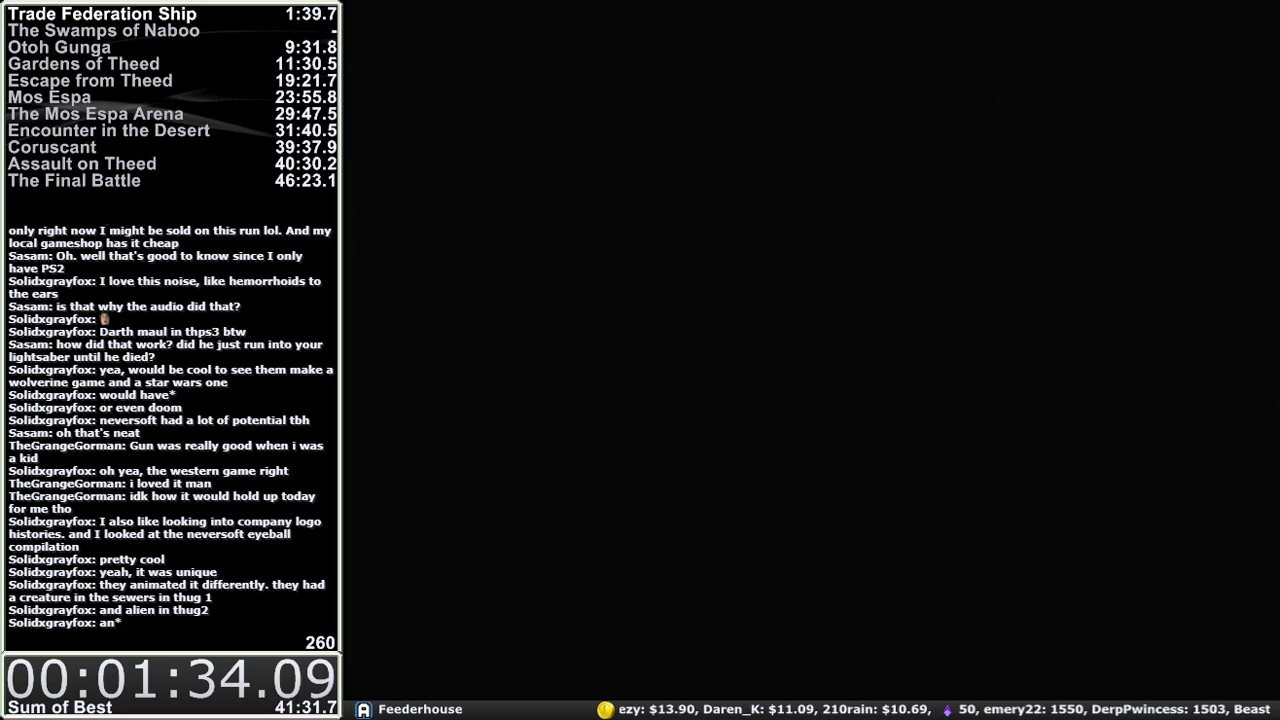 Trade Federation Ship 1:39.7
The Swamps of Naboo -
Otoh Gunga 9:31.8
Gardens of Theed 11:30.5
Escape from Theed 19:21.7
Mos Espa 23:55.8
The Mos Espa Arena 29:47.5
Encounter in the Desert 31:40.5
Coruscant 39:37.9
Assault on Theed 40:30.2
The Final Battle 46:23.1
only right now I might be sold on this run lol. And my
local gameshop has it cheap
Sasam: Oh. well that's good to know since I only
have PS2
Solidxgrayfox: I love this noise, like hemorrhoids to
the ears
Sasam: is that why the audio did that?
Solidxgrayfox:
Solidxgrayfox: Darth maul in thps3 btw
Sasam: how did that work? did he just run into your
lightsaber until he died?
Solidxgrayfox: yea, would be cool to see them make a
wolverine game and a star wars one
Solidxgrayfox: would have*
Solidxgrayfox: or even doom
Solidxgrayfox: neversoft had a lot of potential tbh
Sasam: oh that's neat
TheGrangeGorman: Gun was really good when i was
a kid
Solidxgrayfox: oh yea, the western game right
TheGrangeGorman: i loved it man
TheGrangeGorman: idk how it would hold up today
for me tho
Solidxgrayfox: I also like looking into company logo
histories. and I looked at the neversoft eyeball
compilation
Solidxgrayfox: pretty cool
Solidxgrayfox: yeah, it was unique
Solidxgrayfox: they animated it differently. they had
a creature in the sewers in thug 1
Solidxgrayfox: and alien in thug2
Solidxgrayfox: an*
260
00:01:34.09
Sum of Best 41:31.7
Feederhouse ezy: $13.90, Daren_K: $11.09, 210rain: $10.69, 50, emery22: 1550, DerpPwincess: 1503, Beast